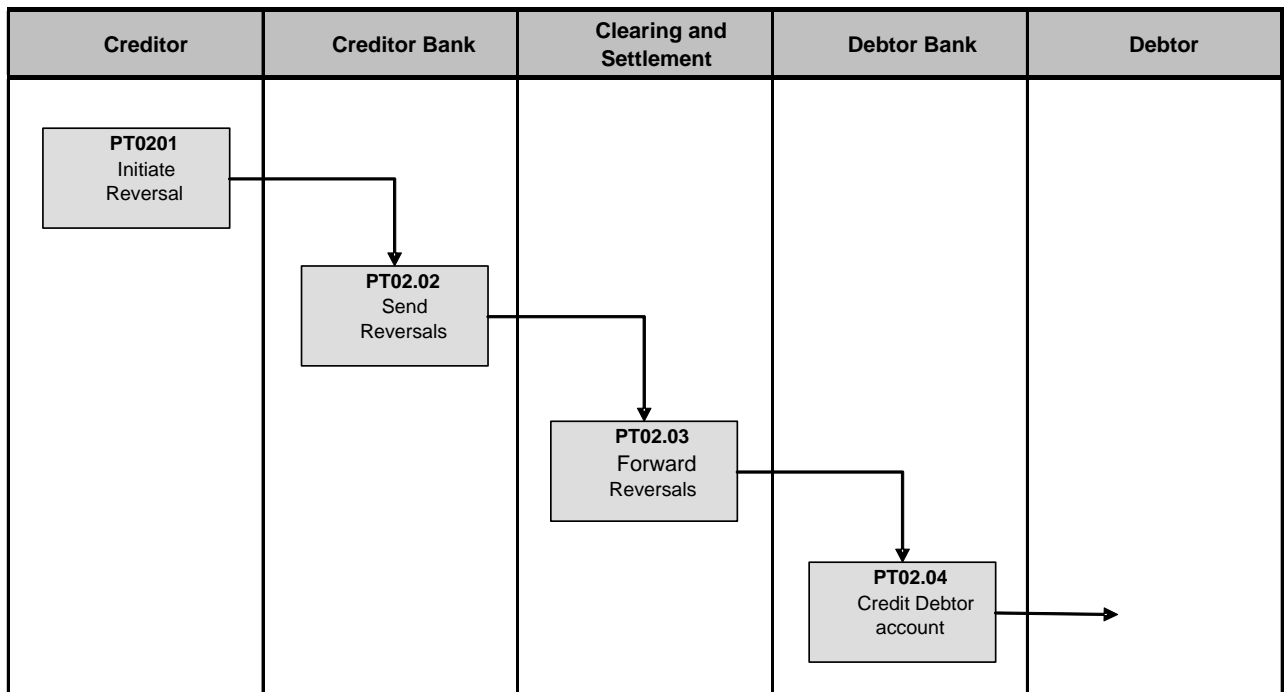 Creditor
Creditor Bank
Clearing and
Settlement
Debtor Bank
Debtor
PT0201
Initiate
Reversal
PT02.02
Send
Reversals
PT02.03
Forward
Reversals
PT02.04
Credit Debtor
account